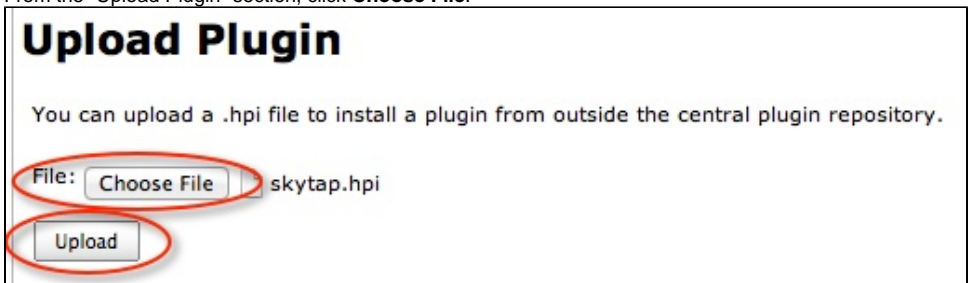 From the "Upload Plugin" section, click Choose File.
Upload Plugin
You can upload a .hpi file to install a plugin from outside the central plugin repository.
File: Choose File skytap.hpi
Upload